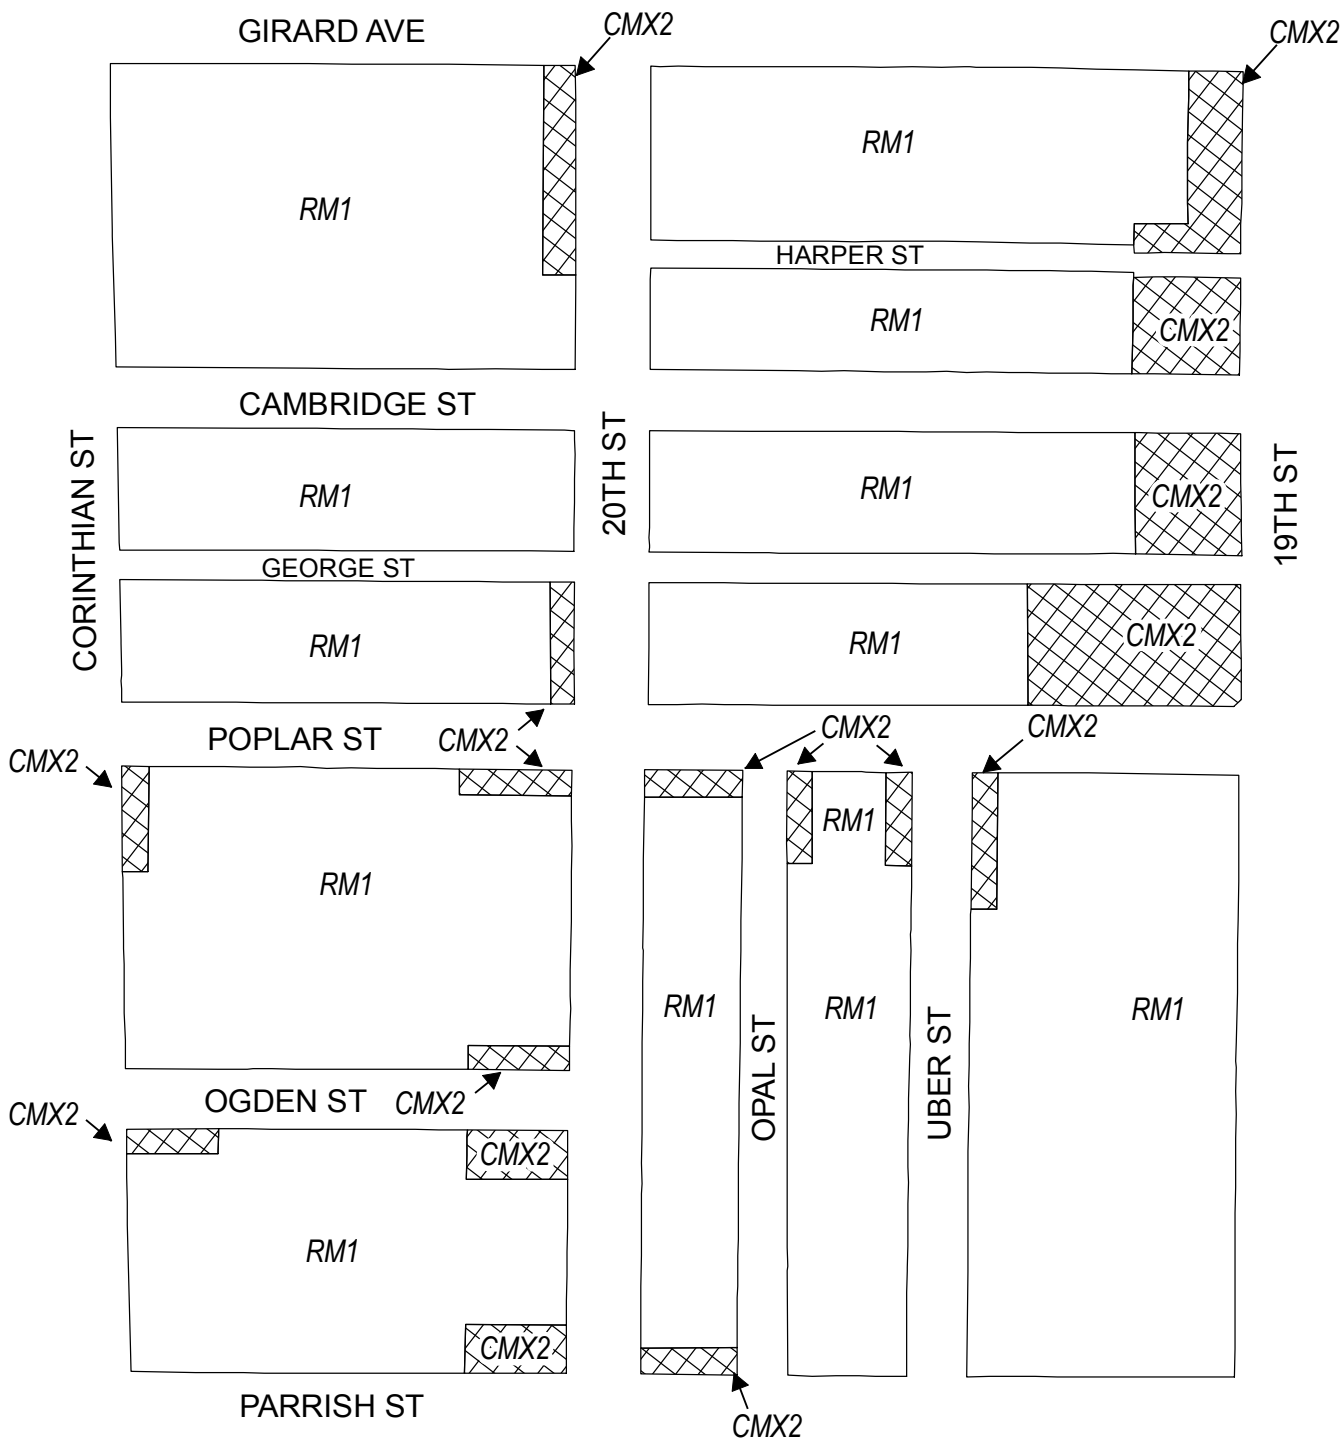 GIRARD AVE
CMX2
CMX2
RM1
RM1
HARPER ST
RM1
CMX2
CAMBRIDGE ST
CORINTHIAN ST
20TH ST
19TH ST
RM1
RM1
CMX2
GEORGE ST
RM1
RM1
CMX2
POPLAR ST
CMX2
CMX2
CMX2
CMX2
RM1
RM1
RM1
RM1
RM1
OPAL ST
UBER ST
OGDEN ST
CMX2
CMX2
CMX2
RM1
CMX2
PARRISH ST
CMX2